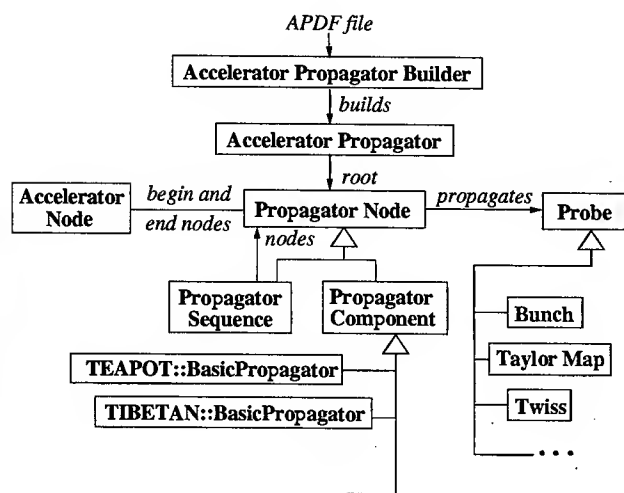 APDF file
Accelerator Propagator Builder
builds
Accelerator Propagator
root
Accelerator
Node
begin and
end nodes
Propagator Node
propagates
Probe
nodes
Propagator
Sequence
Propagator
Component
Bunch
TEAPOT::BasicPropagator
Taylor Map
TIBETAN::BasicPropagator
Twiss
• • •